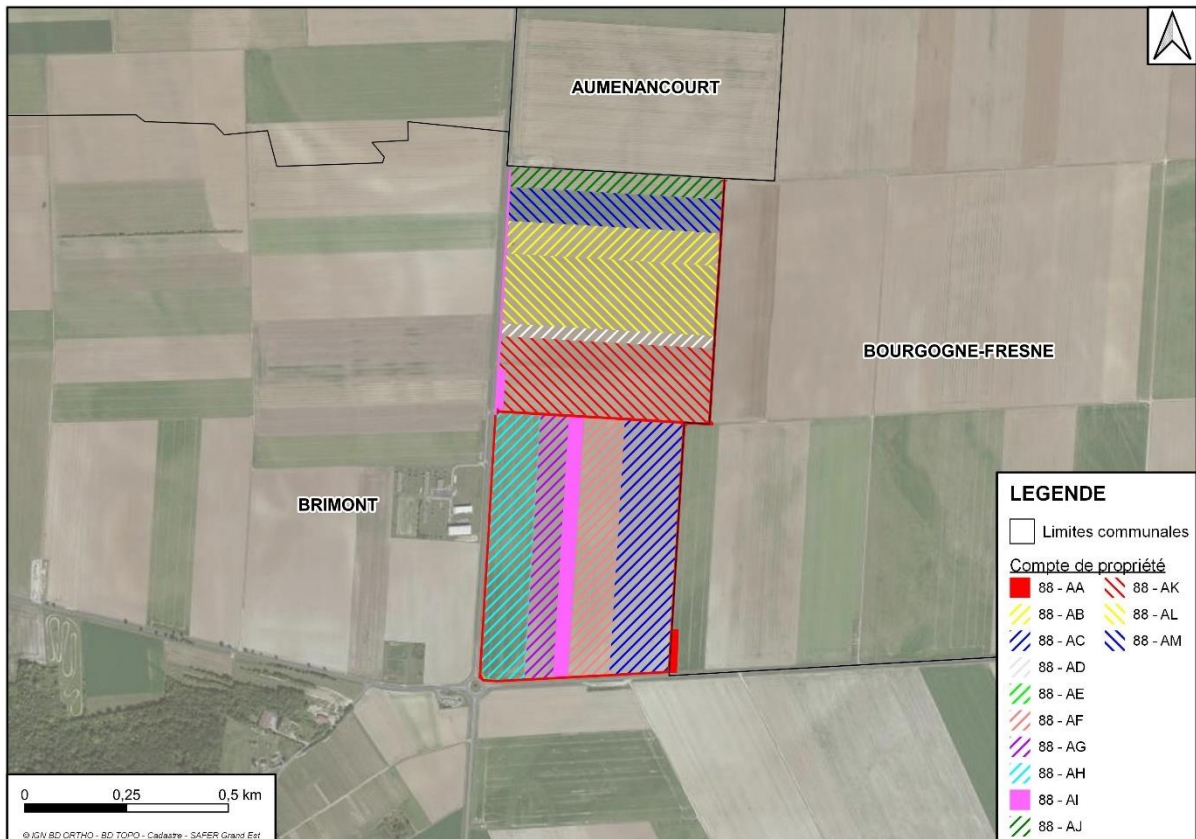 AUMENANCOURT
BOURGOGNE-FRESNE
BRIMONT
LEGENDE
Limites communales
Compte de propriété
88 - AA
88 - AB
88 - AC
88 - AD
88 - AE
88 - AF
88 - AG
88 - AH
88 - AI
88 - AJ
88 - AK
88 - AL
88 - AM
0 0,25 0,5 km
© IGN BD ORTHO - BD TOPO - Cadastre - SAFER Grand Est